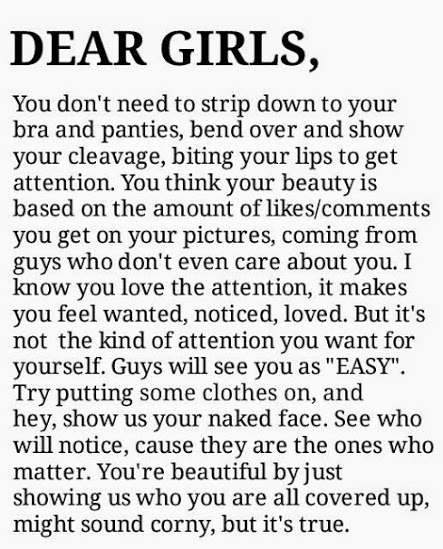 DEAR GIRLS,
You don't need to strip down to your
bra and panties, bend over and show
your cleavage, biting your lips to get
attention. You think your beauty is
based on the amount of likes/comments
you get on your pictures, coming from
guys who don't even care about you. I
know you love the attention, it makes
you feel wanted, noticed, loved. But it's
not the kind of attention you want for
yourself. Guys will see you as "EASY".
Try putting some clothes on, and
hey, show us your naked face. See who
will notice, cause they are the ones who
matter. You're beautiful by just
showing us who you are all covered up,
might sound corny, but it's true.